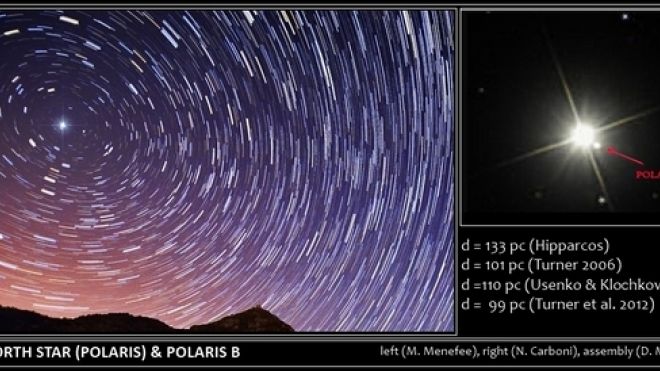 POLA
d = 133 pc (Hipparcos)
d = 101 pc (Turner 2006)
d =110 pc (Usenko & Klochkov
d =  99 pc (Turner et al. 2012)
ORTH STAR (POLARIS) & POLARIS B
left (M. Menefee), right (N. Carboni), assembly (D. M